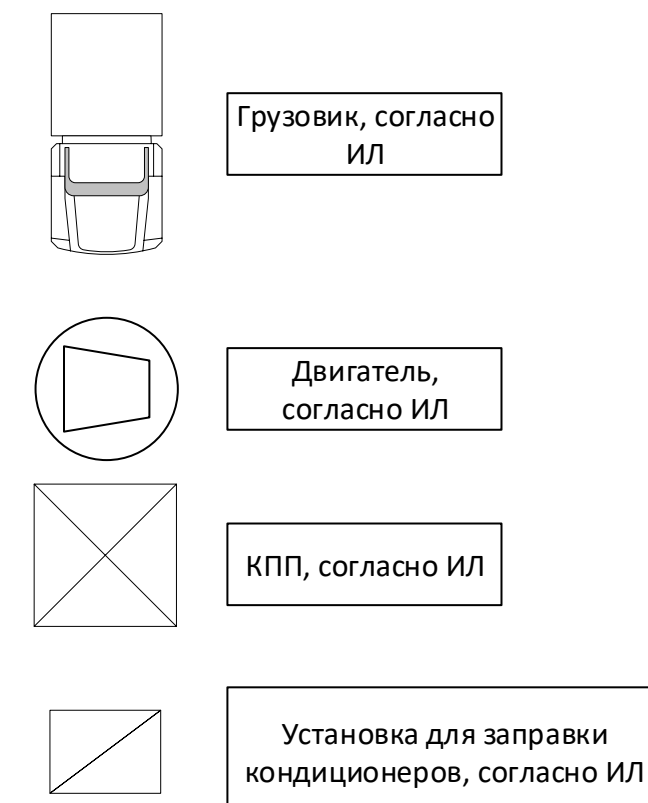 Грузовик, согласно
ИЛ
Двигатель,
согласно ИЛ
КПП, согласно ИЛ
Установка для заправки
кондиционеров, согласно ИЛ